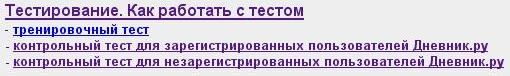 Тестирование. Как работать с тестом
- тренировочный тест
- контрольный тест для зарегистрированных пользователей Дневник.ру
- контрольный тест для незарегистрированных пользователей Дневник.ру